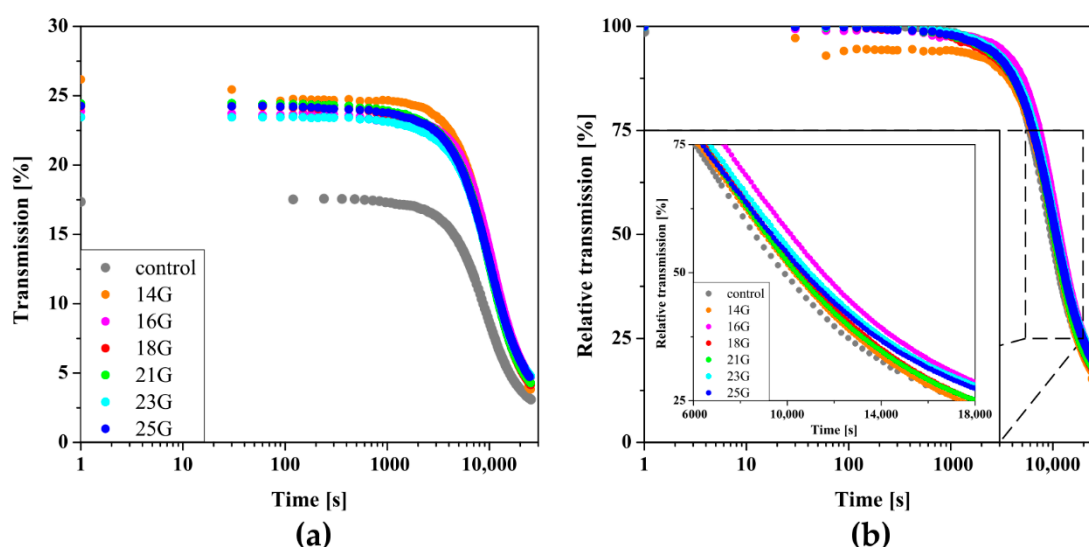 30
25
20
15
10
5
0
Transmission [%]
control
14G
16G
18G
21G
23G
25G
1
10
100
1000
10,000
Time [s]
(a)
100
75
50
25
0
Relative transmission [%]
75
50
25
Relative transmission [%]
control
14G
16G
18G
21G
23G
25G
6000
10,000
14,000
18,000
Time [s]
1
10
100
1000
10,000
Time [s]
(b)